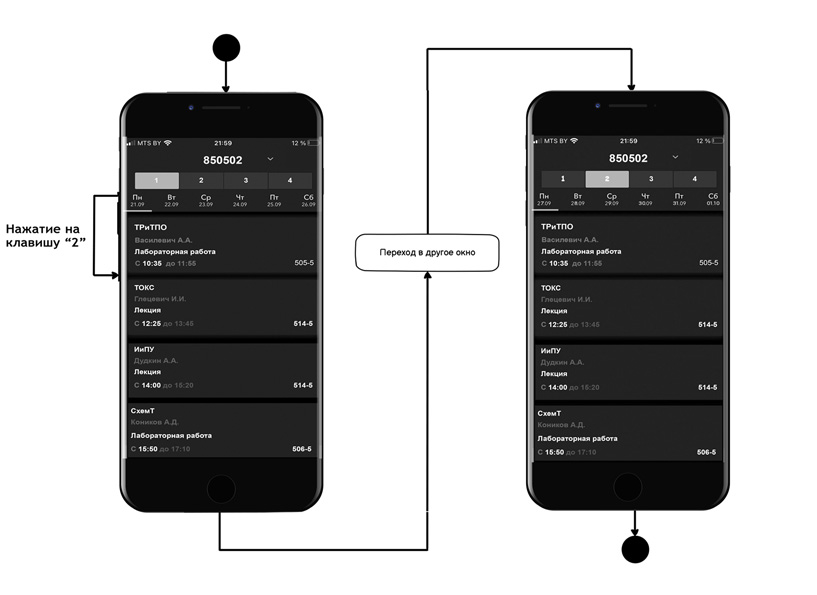 Нажатие на
клавишу “2”
MTS BY 21:59 12 %
850502
1 2 3 4
Пн Вт Ср Чт Пт Сб
21.09 22.09 23.09 24.09 25.09 26.09
ТРиТПО
Василевич А.А.
Лабораторная работа
С 10:35 до 11:55 505-5
ТОКС
Глецевич И.И.
Лекция
С 12:25 до 13:45 514-5
ИиПУ
Дудкин А.А.
Лекция
С 14:00 до 15:20 514-5
СхемТ
Коников А.Д.
Лабораторная работа
С 15:50 до 17:10 506-5
Переход в другое окно
MTS BY 21:59 12 %
850502
1 2 3 4
Пн Вт Ср Чт Пт Сб
27.09 28.09 29.09 30.09 31.09 01.10
ТРиТПО
Василевич А.А.
Лабораторная работа
С 10:35 до 11:55 505-5
ТОКС
Глецевич И.И.
Лекция
С 12:25 до 13:45 514-5
ИиПУ
Дудкин А.А.
Лекция
С 14:00 до 15:20 514-5
СхемТ
Коников А.Д.
Лабораторная работа
С 15:50 до 17:10 506-5